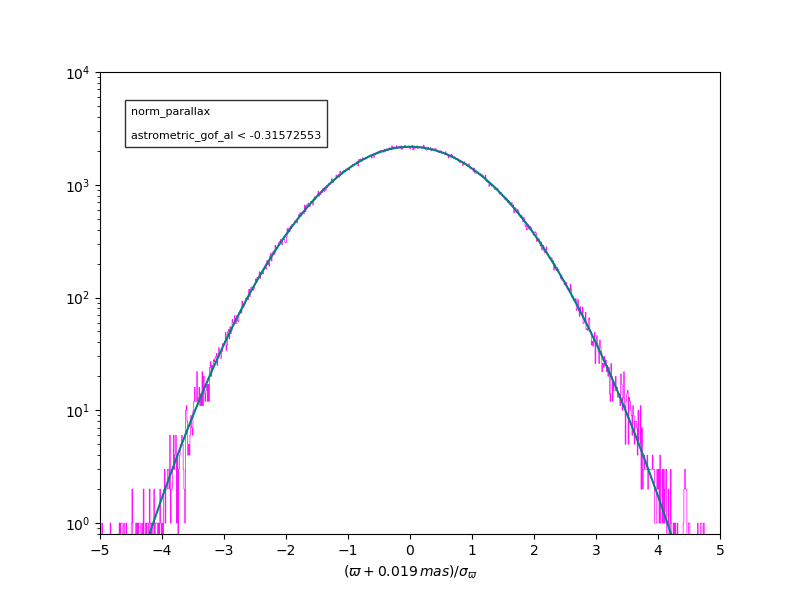 norm_parallax
astrometric_gof_al < -0.31572553
10⁴
10³
10²
10¹
10⁰
−5 −4 −3 −2 −1 0 1 2 3 4 5
(ϖ + 0.019 mas)/σ_ϖ